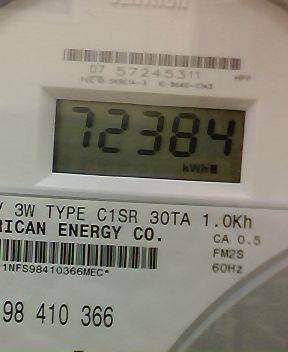 07 57245311
72384
kWh
V 3W TYPE C1SR 30TA 1.0Kh
RICAN ENERGY CO.
CA 0.5
FM2S
60Hz
1NFS98410366MEC*
98 410 366